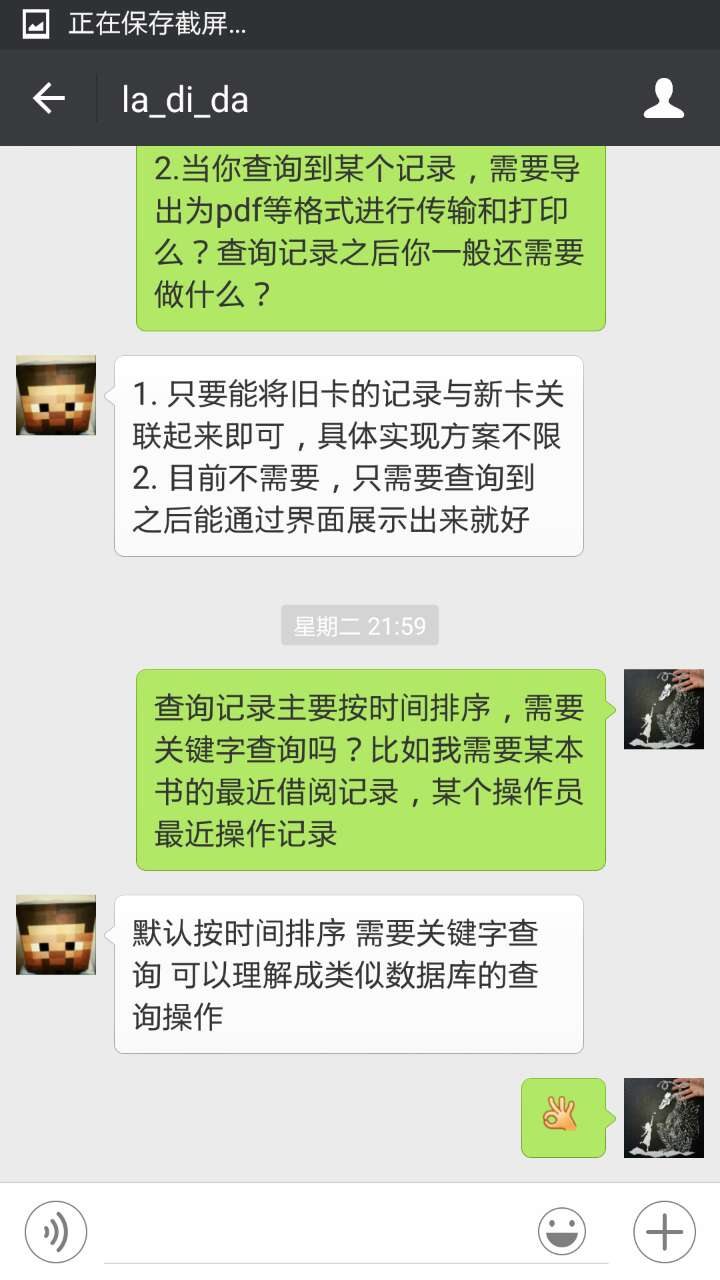 正在保存截屏...
la_di_da
2.当你查询到某个记录，需要导
出为pdf等格式进行传输和打印
么？查询记录之后你一般还需要
做什么？
1. 只要能将旧卡的记录与新卡关
联起来即可，具体实现方案不限
2. 目前不需要，只需要查询到
之后能通过界面展示出来就好
星期二 21:59
查询记录主要按时间排序，需要
关键字查询吗？比如我需要某本
书的最近借阅记录，某个操作员
最近操作记录
默认按时间排序 需要关键字查
询 可以理解成类似数据库的查
询操作